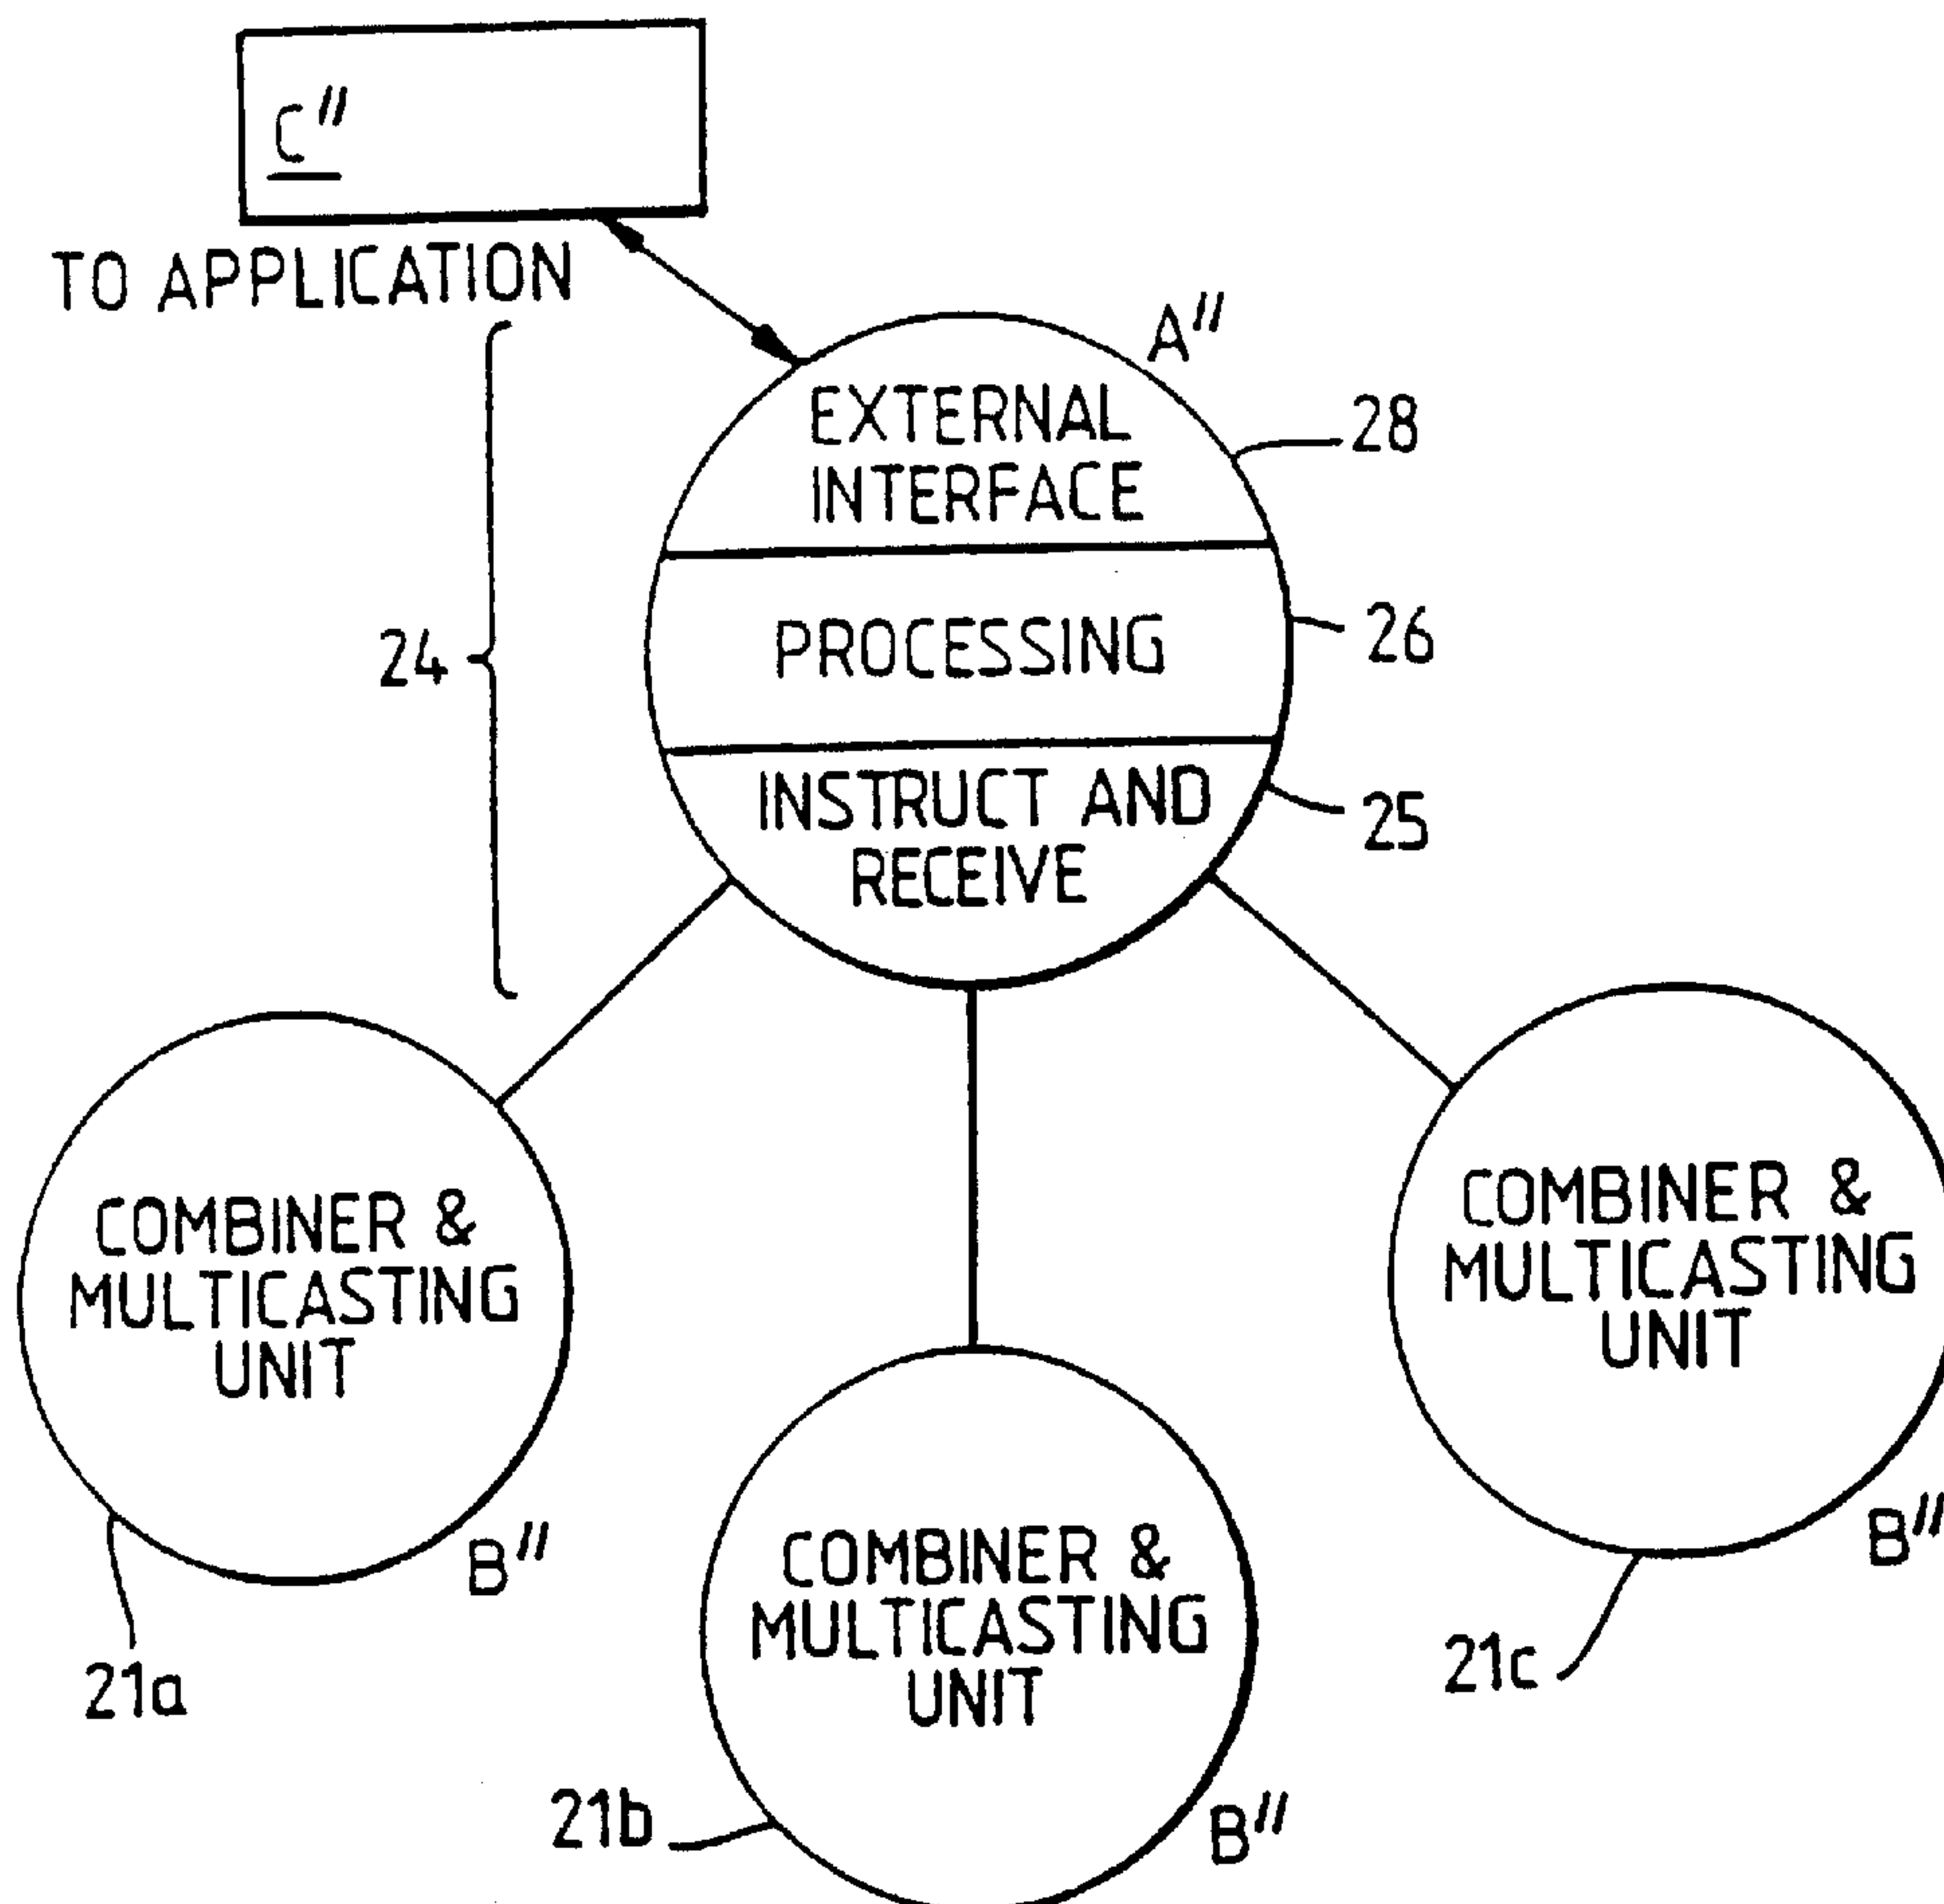 C"
TO APPLICATION
A"
EXTERNAL
INTERFACE
28
24
PROCESSING
26
INSTRUCT AND
RECEIVE
25
COMBINER &
MULTICASTING
UNIT
B"
21a
COMBINER &
MULTICASTING
UNIT
B"
21b
COMBINER &
MULTICASTING
UNIT
B"
21c